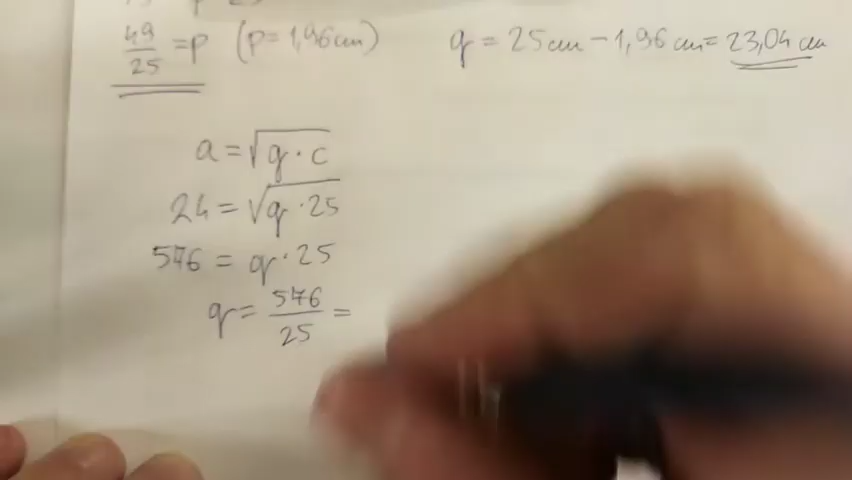 49/25 = p (p = 1,96 cm)
q = 25 cm − 1,96 cm = 23,04 cm
a = √q · c
24 = √q · 25
576 = q · 25
q = 576/25 =